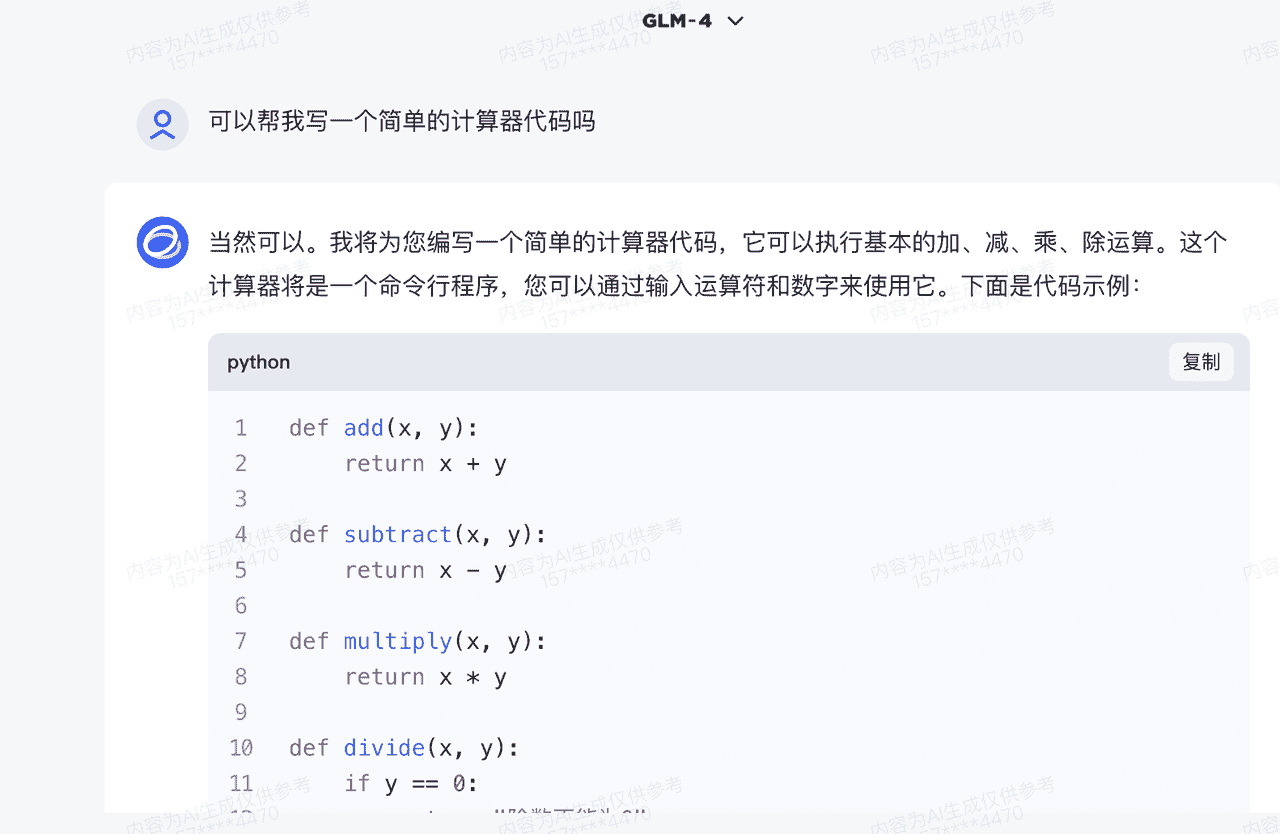 GLM-4
可以帮我写一个简单的计算器代码吗
当然可以。我将为您编写一个简单的计算器代码，它可以执行基本的加、减、乘、除运算。这个
计算器将是一个命令行程序，您可以通过输入运算符和数字来使用它。下面是代码示例：
python 复制
1 def add(x, y):
2     return x + y
3
4 def subtract(x, y):
5     return x - y
6
7 def multiply(x, y):
8     return x * y
9
10 def divide(x, y):
11     if y == 0:
内容为AI生成仅供参考
157****4470